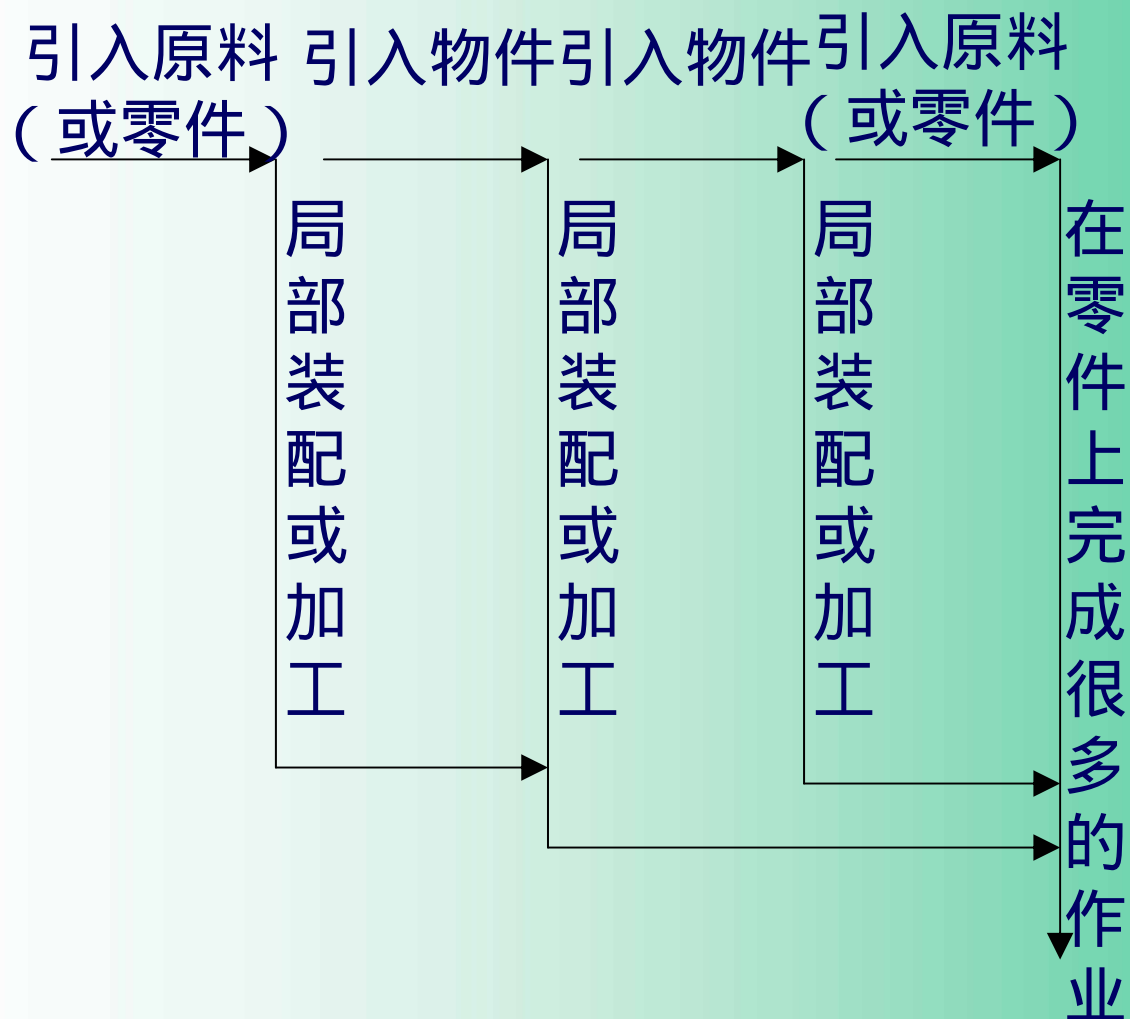 引入原料
（或零件）
引入物件
引入物件
引入原料
（或零件）
局部装配或加工
局部装配或加工
局部装配或加工
在零件上完成很多的作业